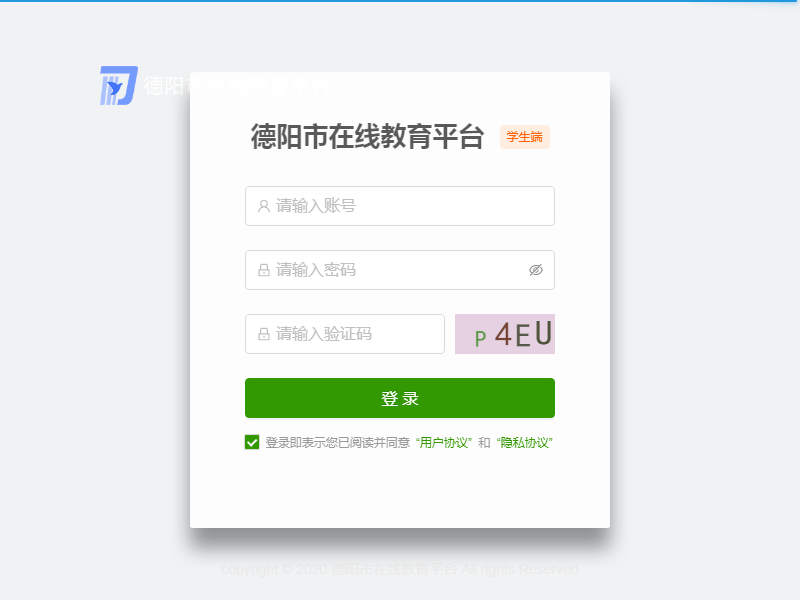 德阳市在线教育平台
德阳市在线教育平台 学生端
请输入账号
请输入密码
请输入验证码
P4EU
登录
登录即表示您已阅读并同意 “用户协议” 和 “隐私协议”
copyright © 2020 德阳市在线教育平台 All rights Reserved